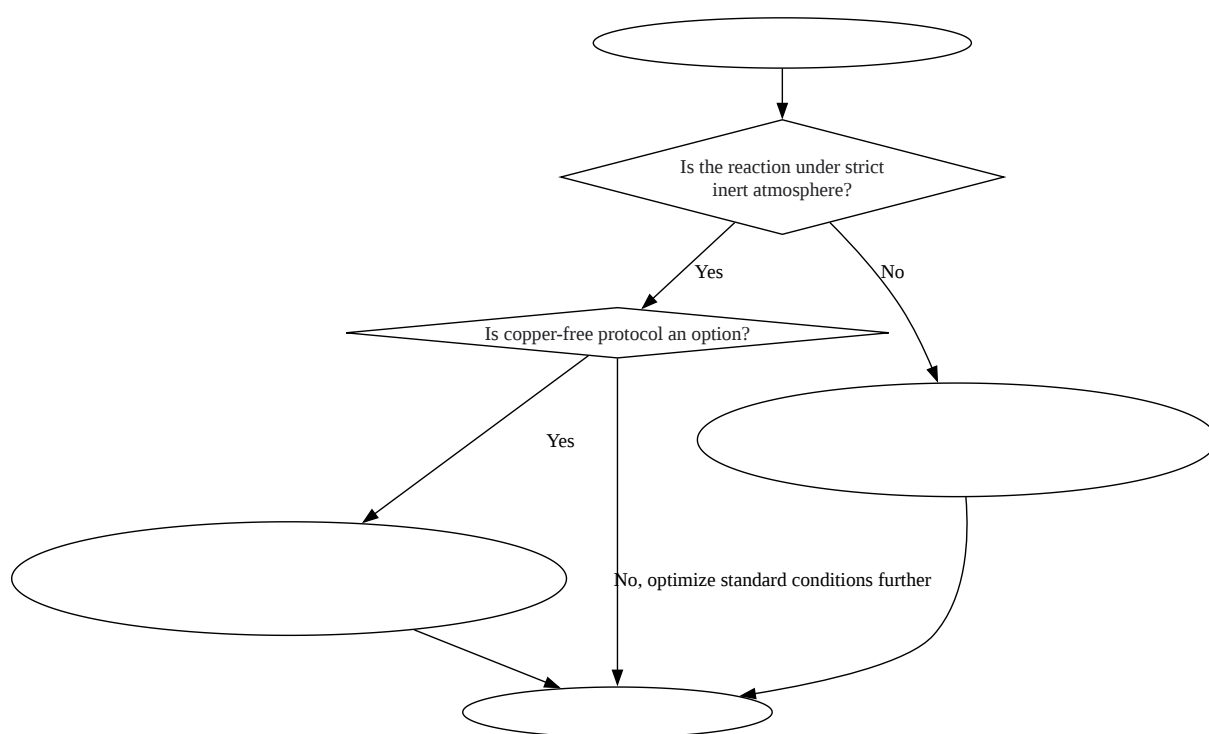 Is the reaction under strict
inert atmosphere?
Yes
No
Is copper-free protocol an option?
Yes
No, optimize standard conditions further